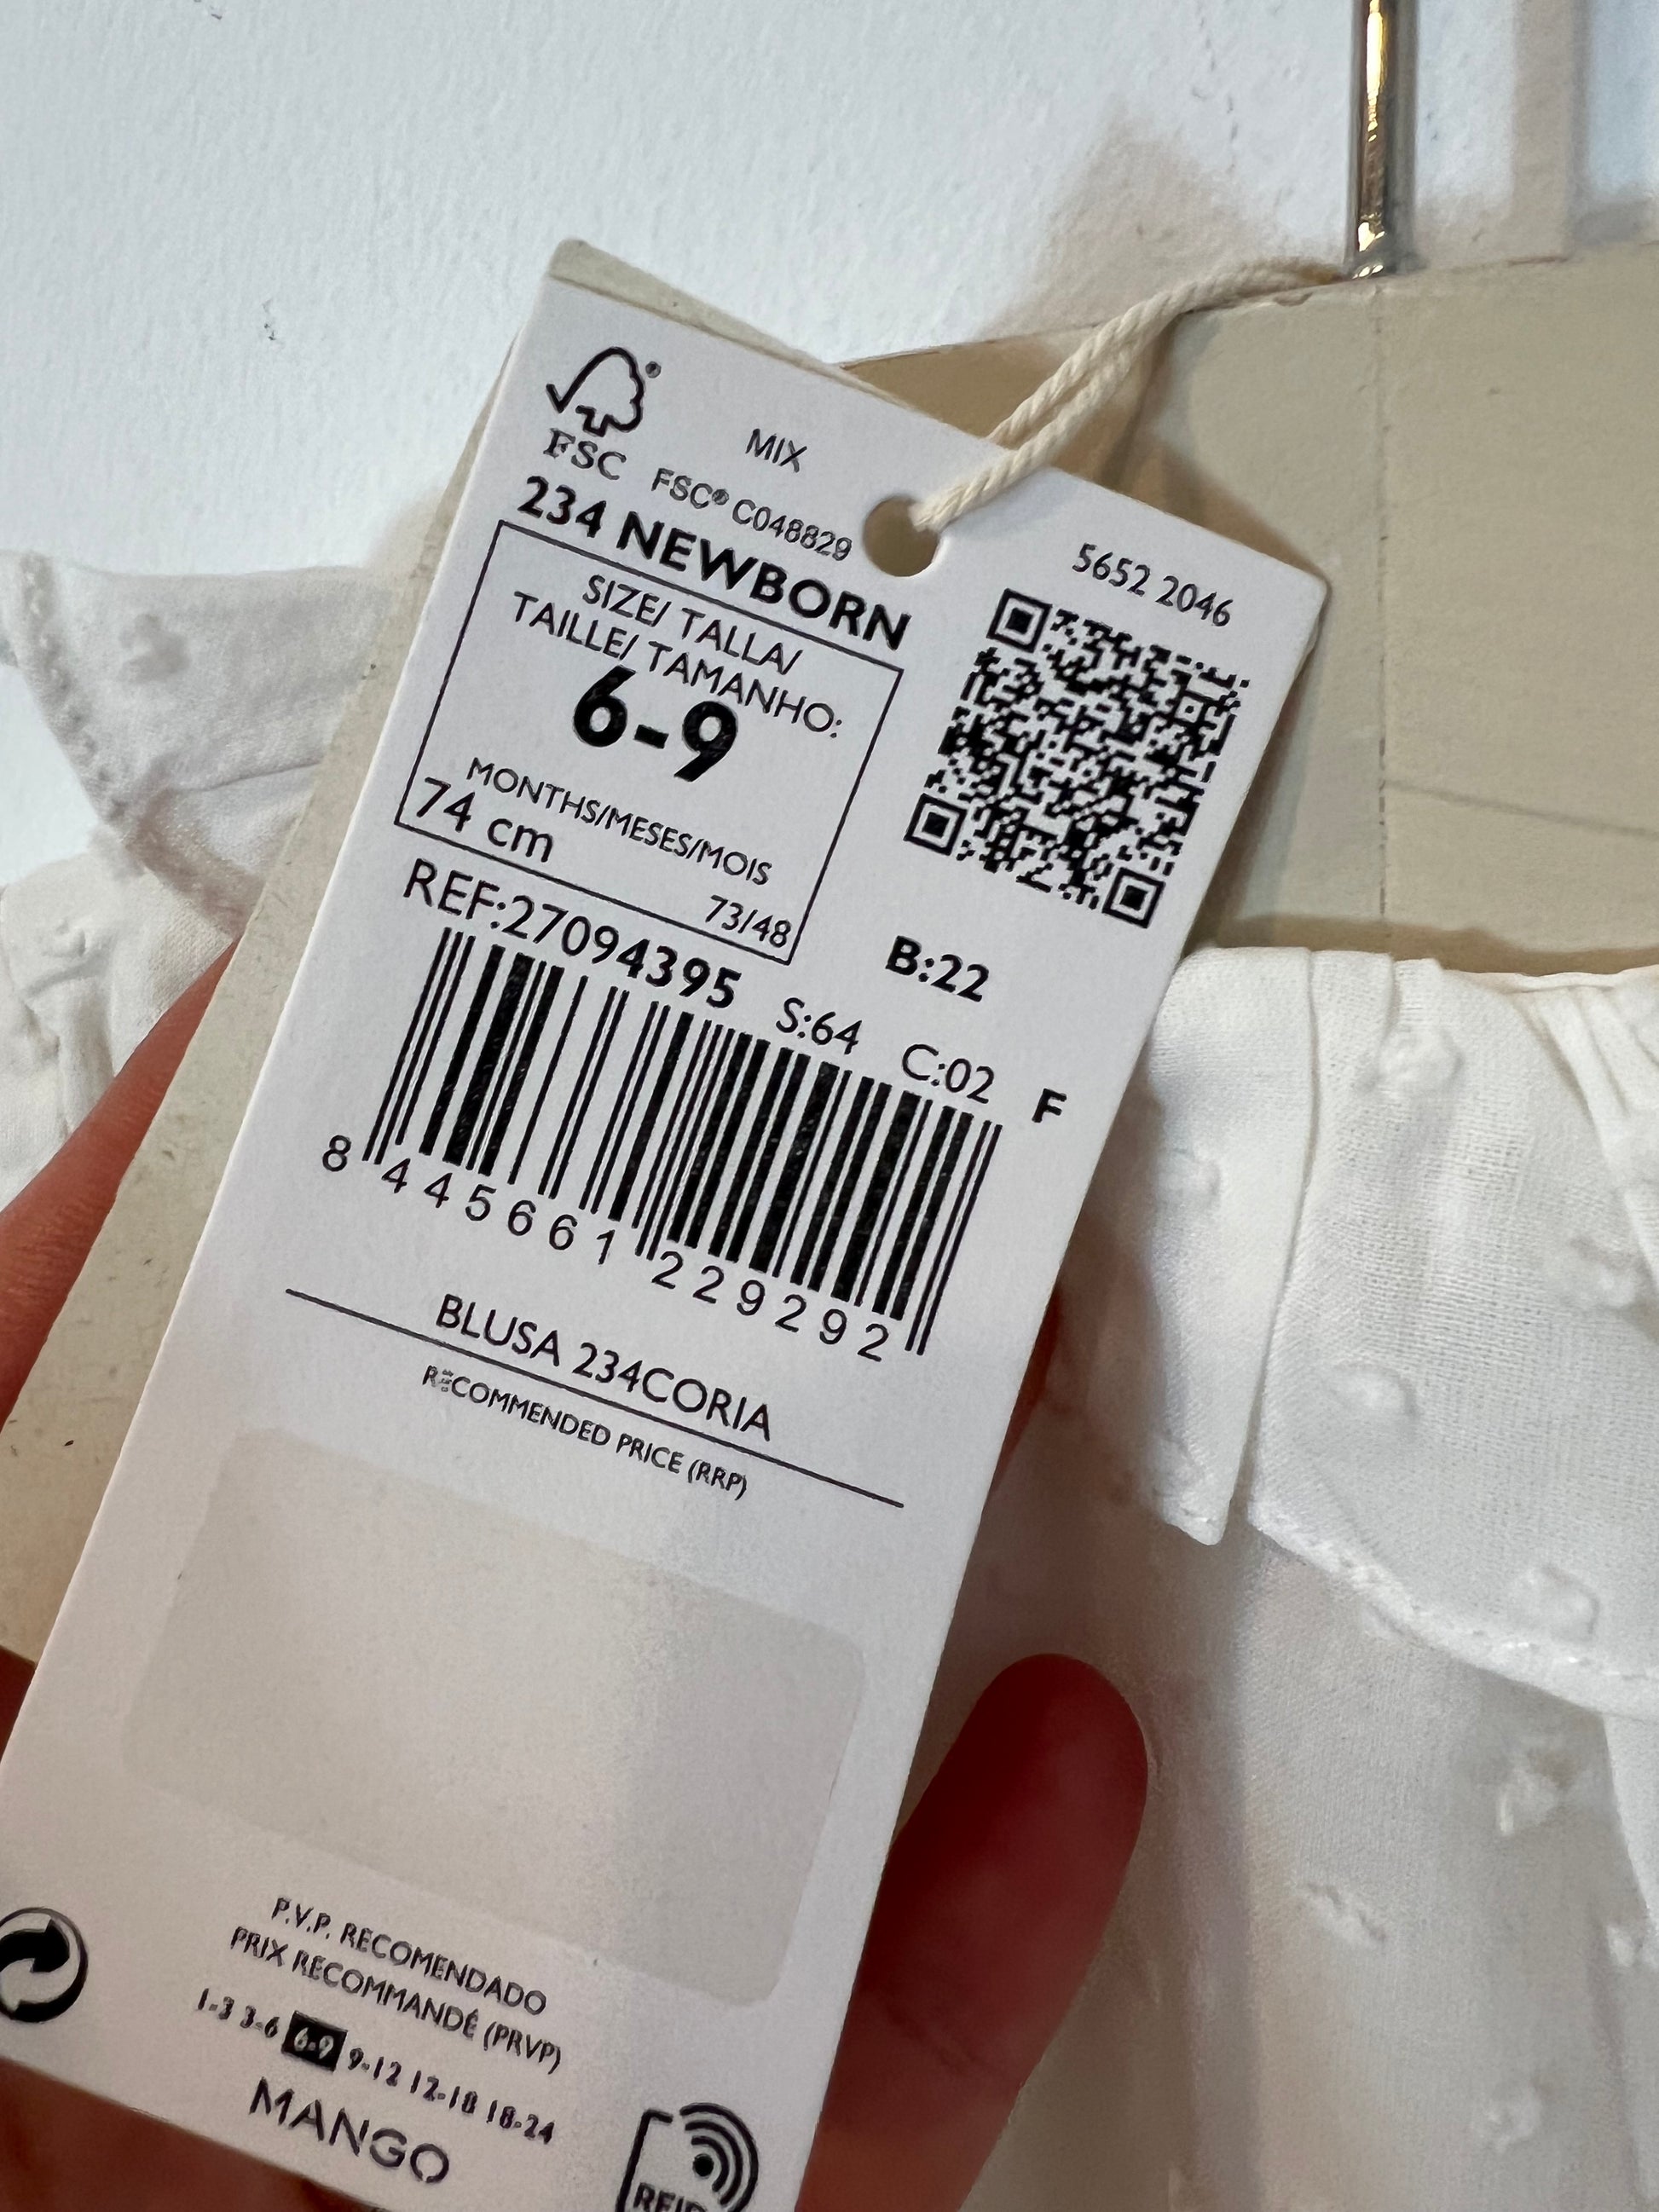 FSC®
MIX
FSC® C048829
5652 2046
234 NEWBORN
SIZE/ TALLA/
TAILLE/ TAMANHO:
6-9
MONTHS/MESES/MOIS
74 cm
73/48
B:22
REF:27094395 S:64 C:02 F
8 445661 229292
BLUSA 234CORIA
RECOMMENDED PRICE (RRP)
P.V.P. RECOMENDADO
PRIX RECOMMANDÉ (PRVP)
1-3 3-6 6-9 9-12 12-18 18-24
MANGO
RFID